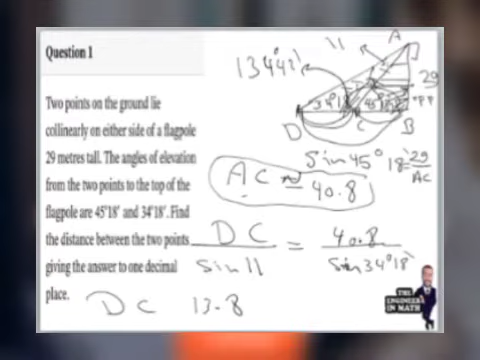 Question 1
Two points on the ground lie
collinearly on either side of a flagpole
29 metres tall. The angles of elevation
from the two points to the top of the
flagpole are 45°18' and 34°18'. Find
the distance between the two points
giving the answer to one decimal
place.
A
11
134°42'
29
34°18'
45°18'
D
C
B
Sin 45°18' = 29/AC
AC ≈ 40.8
DC/Sin 11 = 40.8/Sin 34°18'
DC 13.8
THE
ENGINEER
IN MATH